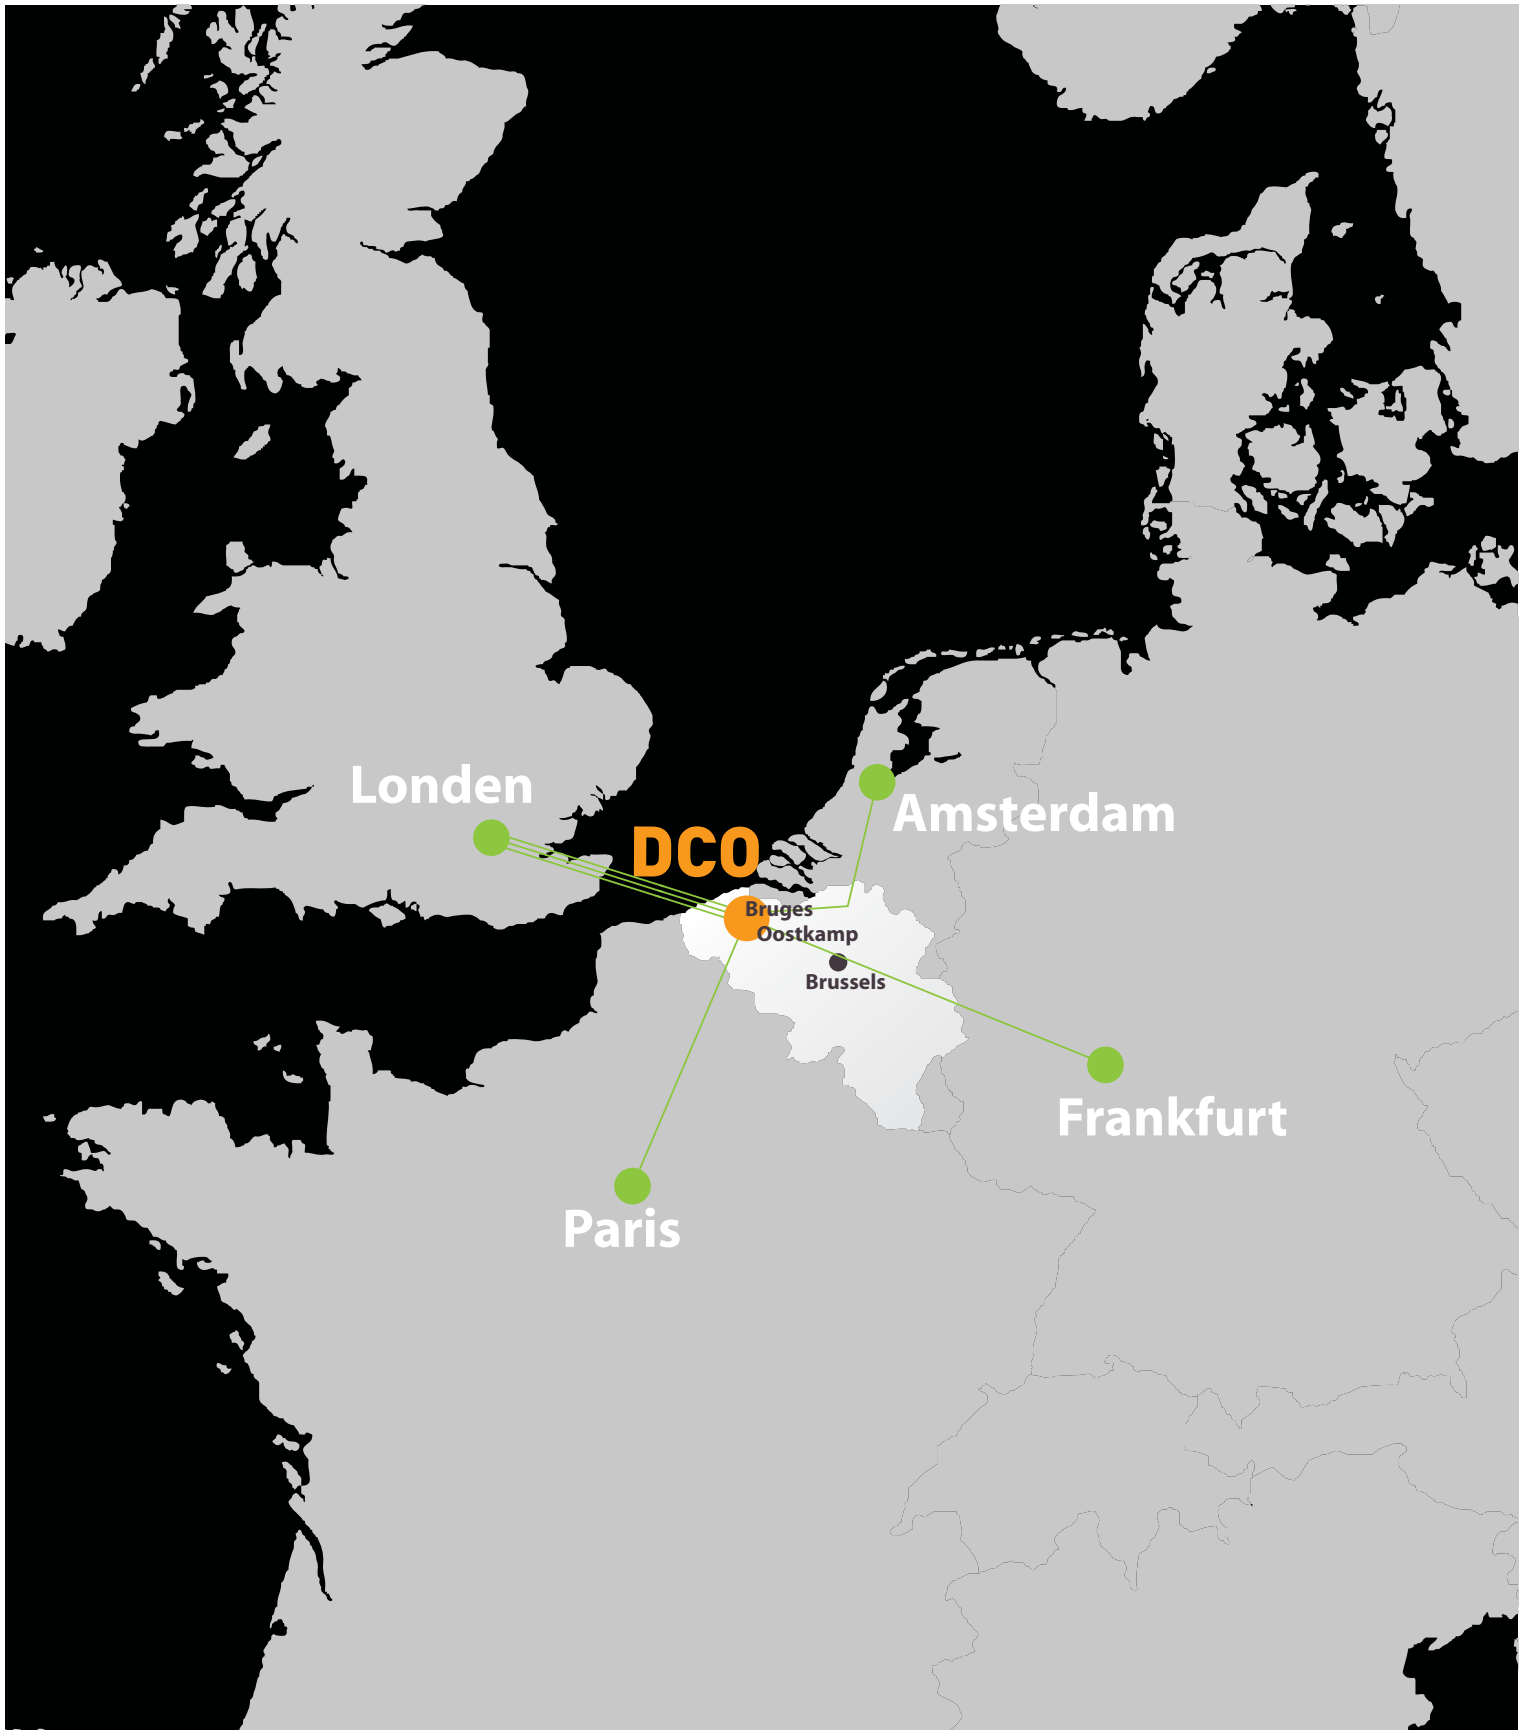 Londen
Amsterdam
DCO
Bruges
Oostkamp
Brussels
Frankfurt
Paris